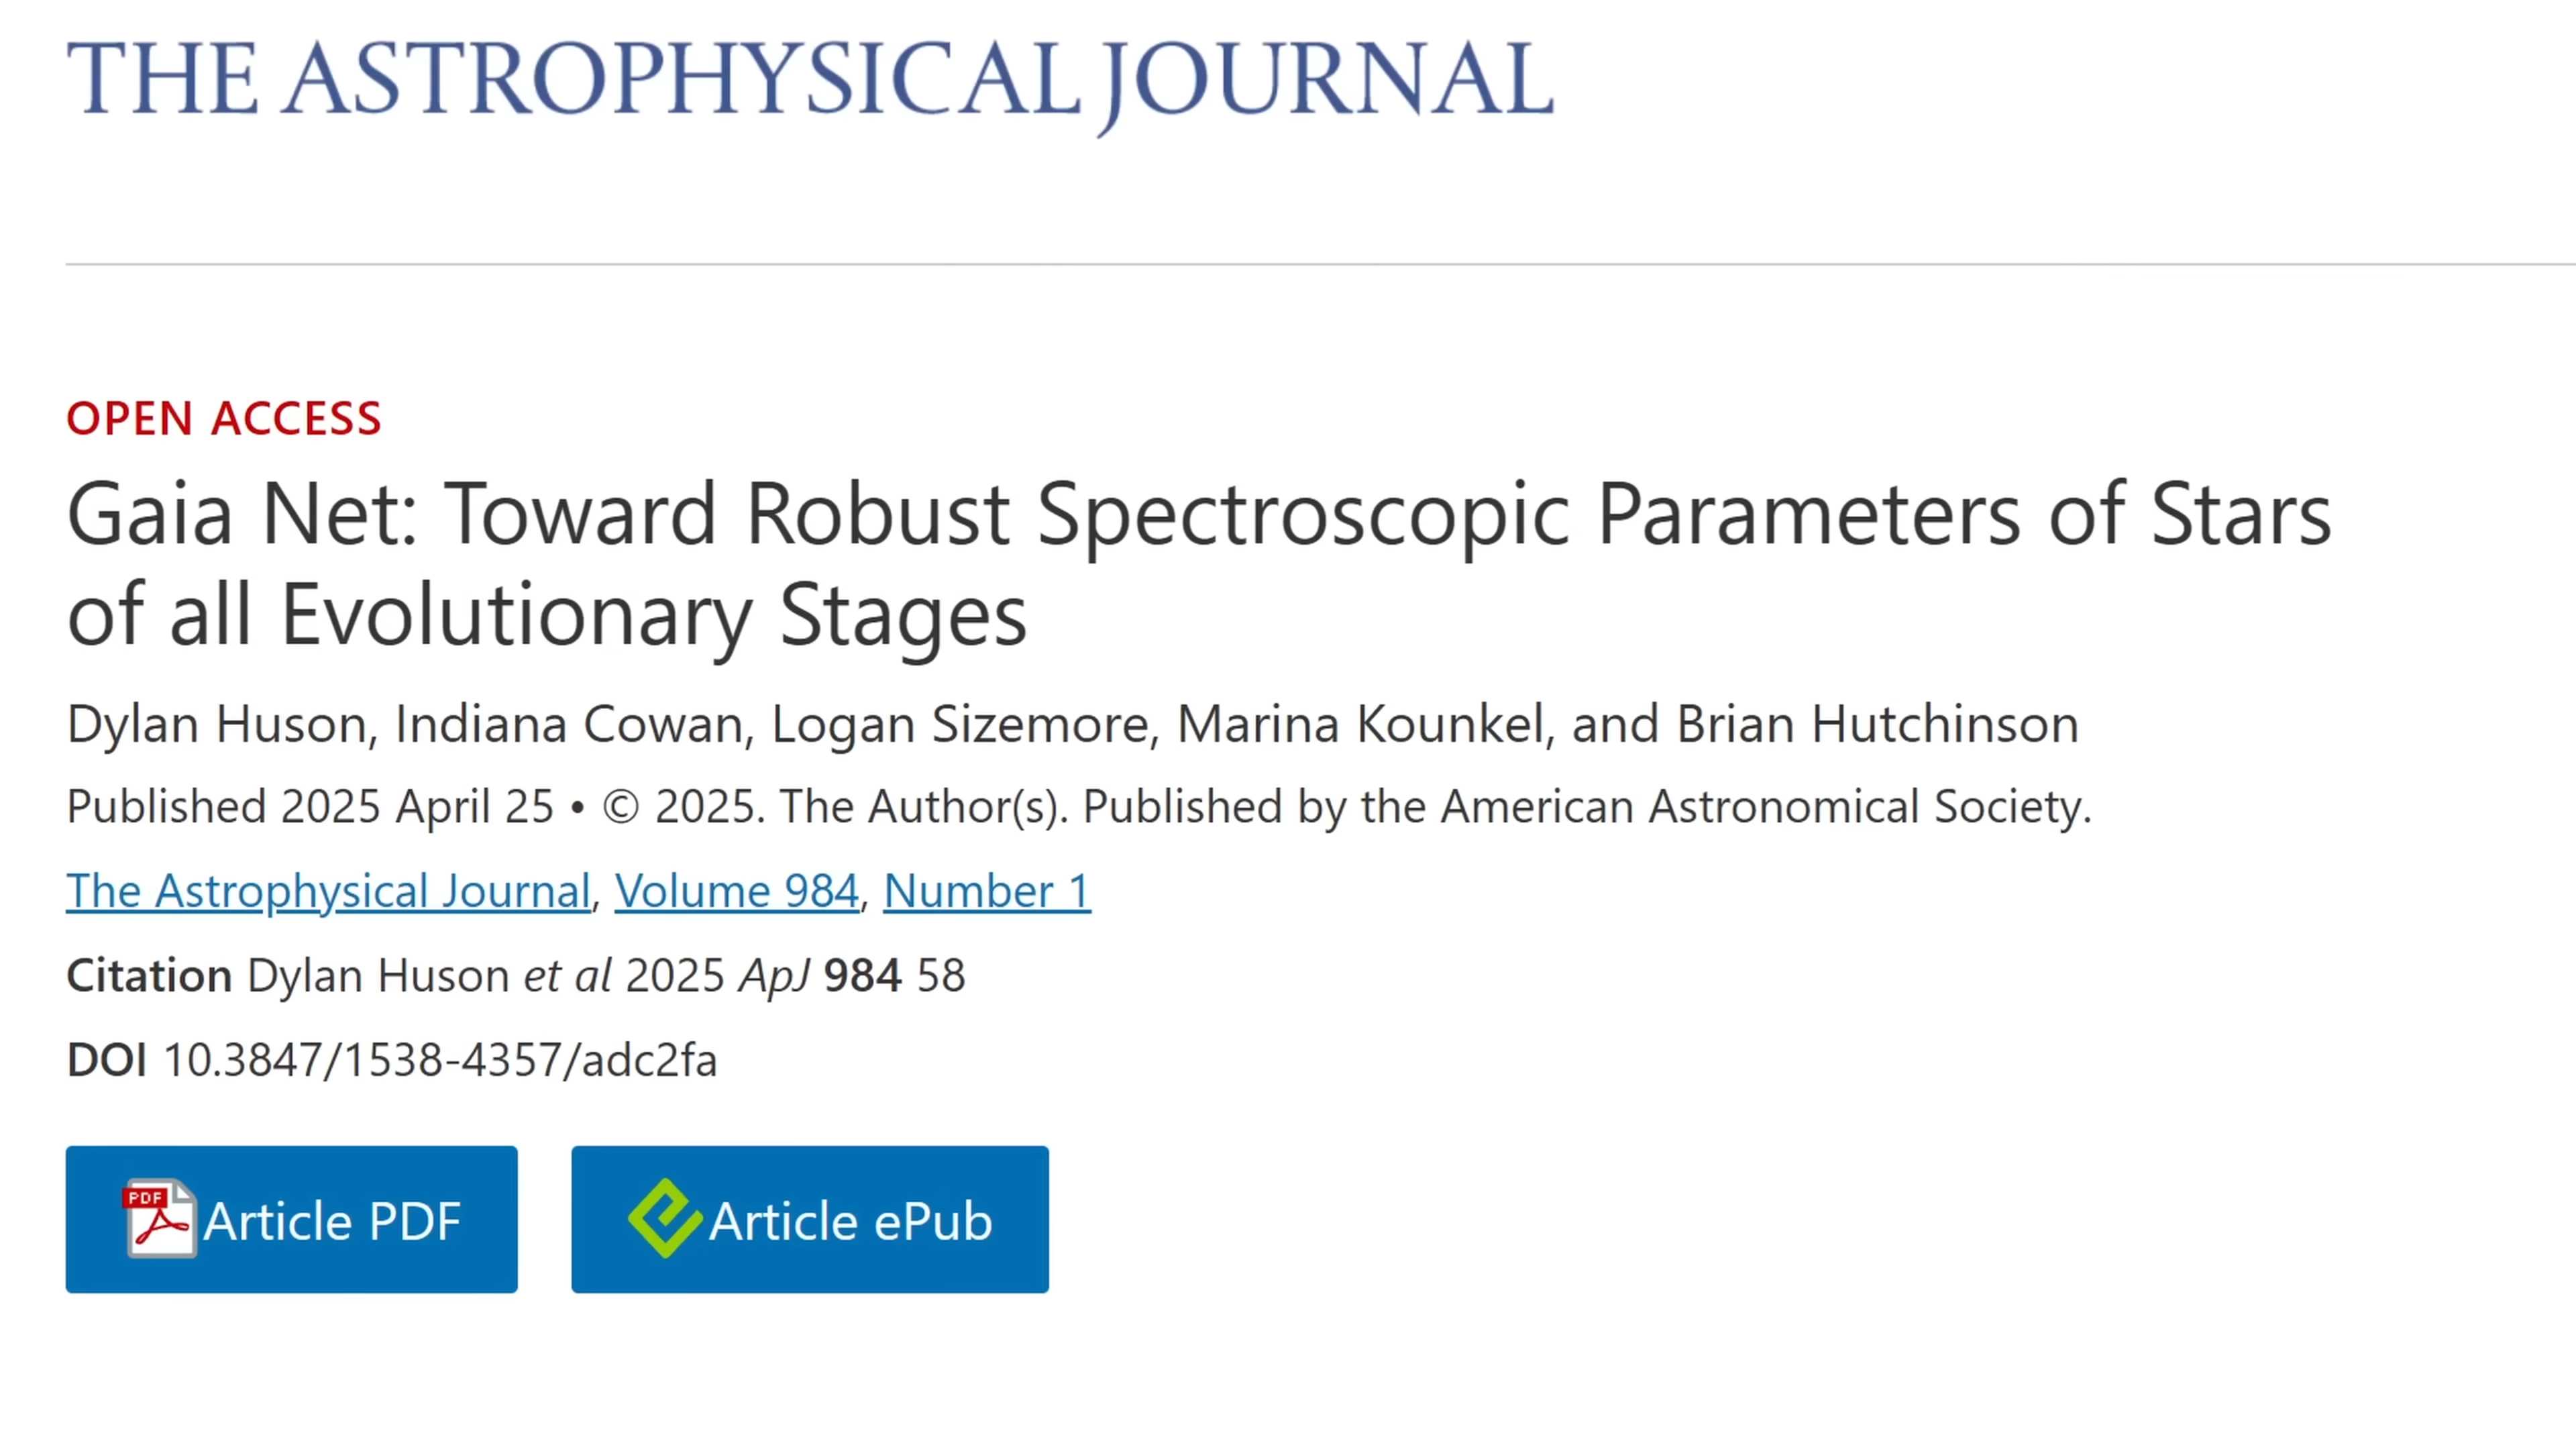 THE ASTROPHYSICAL JOURNAL
OPEN ACCESS
Gaia Net: Toward Robust Spectroscopic Parameters of Stars
of all Evolutionary Stages
Dylan Huson, Indiana Cowan, Logan Sizemore, Marina Kounkel, and Brian Hutchinson
Published 2025 April 25 • © 2025. The Author(s). Published by the American Astronomical Society.
The Astrophysical Journal, Volume 984, Number 1
Citation Dylan Huson et al 2025 ApJ 984 58
DOI 10.3847/1538-4357/adc2fa
PDF Article PDF Article ePub